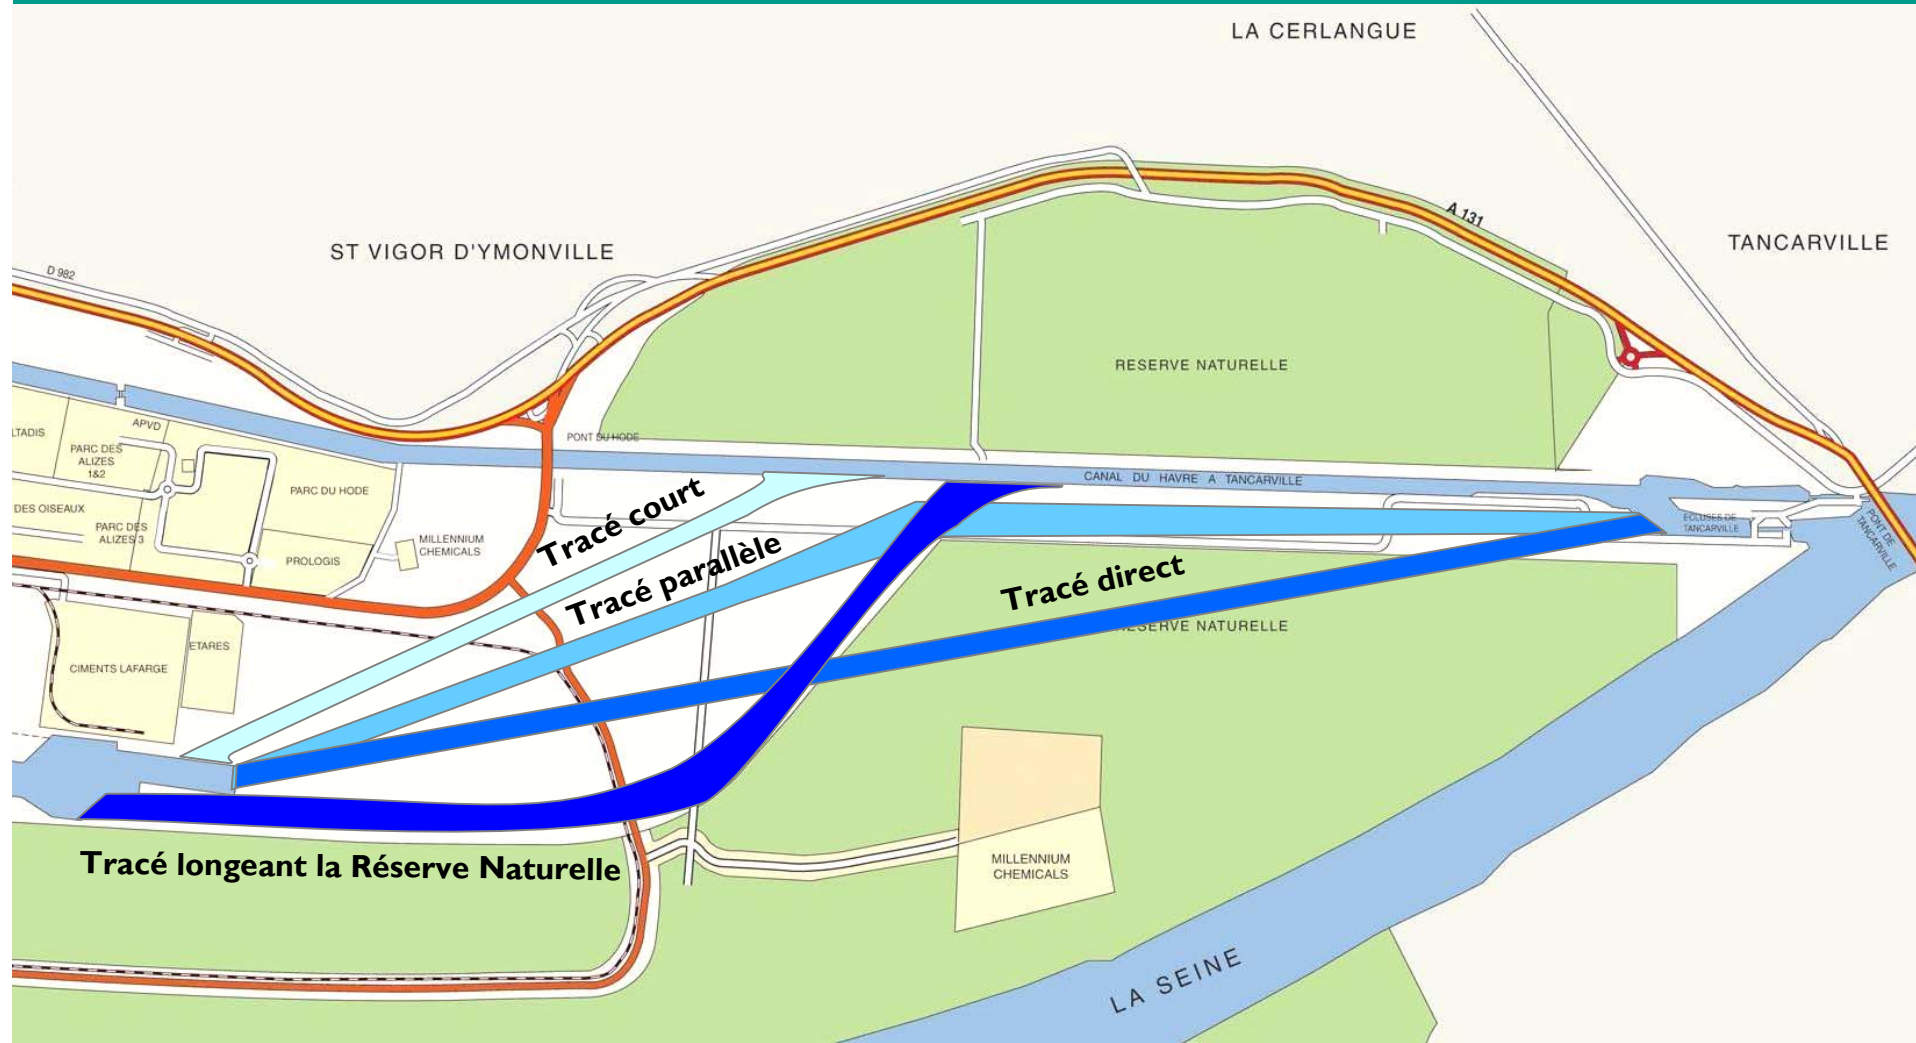 LA CERLANGUE
A 131
ST VIGOR D'YMONVILLE
TANCARVILLE
D 982
RESERVE NATURELLE
LTADIS
APVD
PARC DES
ALIZES
1&2
PONT DU HODE
CANAL DU HAVRE A TANCARVILLE
PARC DU HODE
DES OISEAUX
PARC DES
ALIZES 3
MILLENNIUM
CHEMICALS
PROLOGIS
ECLUSES DE
TANCARVILLE
PONT DE
TANCARVILLE
Tracé court
Tracé parallèle
Tracé direct
RESERVE NATURELLE
ETARES
CIMENTS LAFARGE
Tracé longeant la Réserve Naturelle
MILLENNIUM
CHEMICALS
LA SEINE